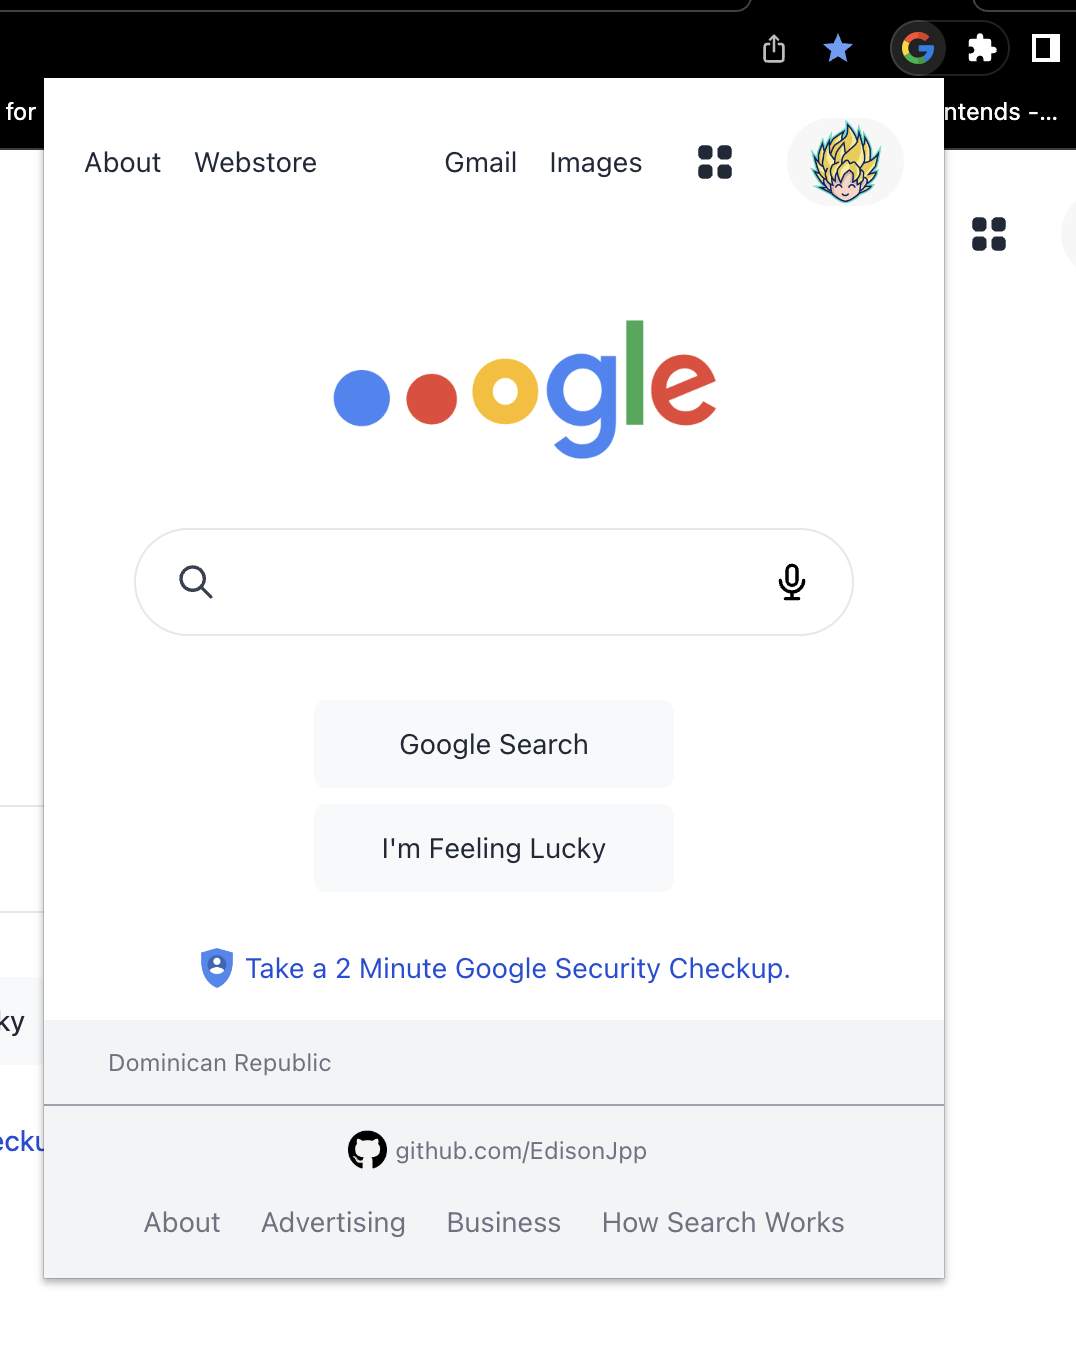 for
ntends -...
About Webstore Gmail Images
ogle
Google Search
I'm Feeling Lucky
Take a 2 Minute Google Security Checkup.
ky
Dominican Republic
ecku
github.com/EdisonJpp
About Advertising Business How Search Works